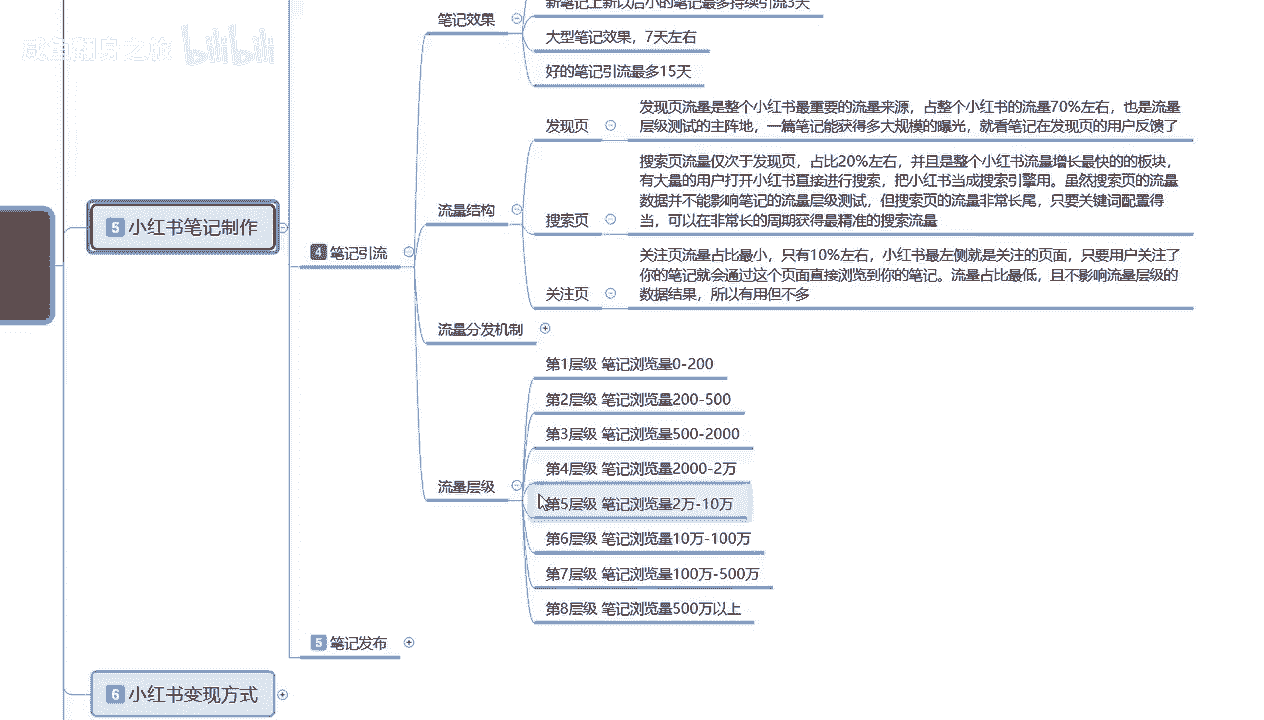 新笔记上新以后小的笔记最多持续引流3天
笔记效果
大型笔记效果，7天左右
好的笔记引流最多15天
咸鱼翻身之旅 bilibili
发现页
发现页流量是整个小红书最重要的流量来源，占整个小红书的流量70%左右，也是流量
层级测试的主阵地，一篇笔记能获得多大规模的曝光，就看笔记在发现页的用户反馈了
搜索页流量仅次于发现页，占比20%左右，并且是整个小红书流量增长最快的的板块，
有大量的用户打开小红书直接进行搜索，把小红书当成搜索引擎用。虽然搜索页的流量
数据并不能影响笔记的流量层级测试，但搜索页的流量非常长尾，只要关键词配置得
当，可以在非常长的周期获得最精准的搜索流量
流量结构
搜索页
5 小红书笔记制作
4 笔记引流
关注页流量占比最小，只有10%左右，小红书最左侧就是关注的页面，只要用户关注了
你的笔记就会通过这个页面直接浏览到你的笔记。流量占比最低，且不影响流量层级的
数据结果，所以有用但不多
关注页
流量分发机制
第1层级 笔记浏览量0-200
第2层级 笔记浏览量200-500
第3层级 笔记浏览量500-2000
第4层级 笔记浏览量2000-2万
流量层级
第5层级 笔记浏览量2万-10万
第6层级 笔记浏览量10万-100万
第7层级 笔记浏览量100万-500万
第8层级 笔记浏览量500万以上
5 笔记发布
6 小红书变现方式